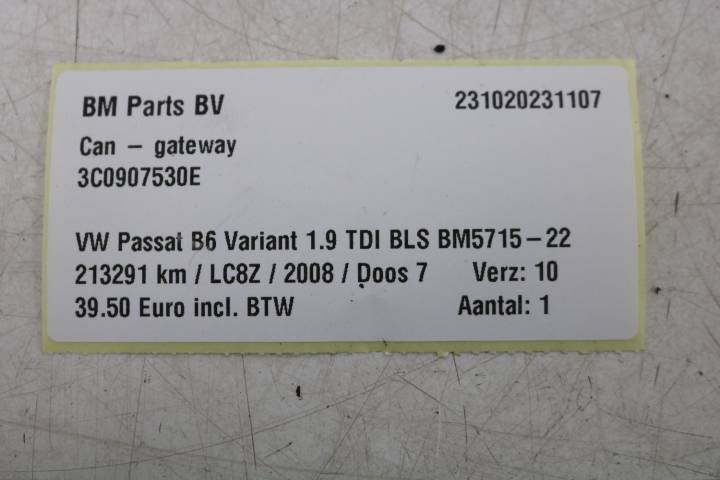 BM Parts BV 231020231107
Can - gateway
3C0907530E
VW Passat B6 Variant 1.9 TDI BLS BM5715-22
213291 km / LC8Z / 2008 / Doos 7 Verz: 10
39.50 Euro incl. BTW Aantal: 1